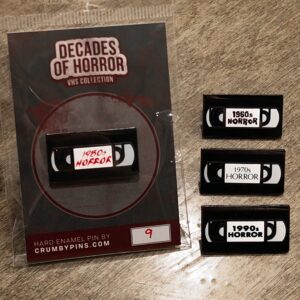 DECADES
OF HORROR
VHS COLLECTION
1980s
HORROR
HARD ENAMEL PIN BY
CRUMBYPINS.COM
9
1960s
HORROR
1970s
HORROR
1990s
HORROR